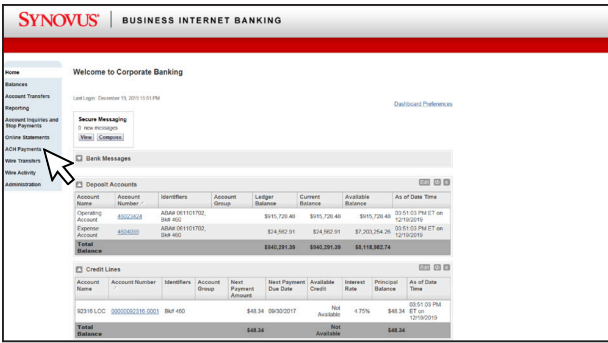 SYNOVUS® BUSINESS INTERNET BANKING
Home
Balances
Account Transfers
Reporting
Account Inquiries and
Stop Payments
Online Statements
ACH Payments
Wire Transfers
Wire Activity
Administration
Welcome to Corporate Banking
Last Login: December 19, 2019
Dashboard Preferences
Secure Messaging
0 new messages
View Compose
Bank Messages
Deposit Accounts Edit
Account Name Account Number Identifiers Account Group Ledger Balance Current Balance Available Balance As of Date Time
Operating Account ABA# 061101702, Bk# 460 $915,728.48 $915,728.48 $915,728.48 03:51:03 PM ET on 12/19/2019
Expense Account ABA# 061101702, Bk# 460 $24,562.91 $24,562.91 $7,203,254.26 03:51:03 PM ET on 12/19/2019
Total Balance $940,291.39 $940,291.39 $8,118,982.74
Credit Lines Edit
Account Name Account Number Identifiers Account Group Next Payment Amount Next Payment Due Date Available Credit Interest Rate Principal Balance As of Date Time
92316 LOC 00000092316 0001 Bk# 460 $48.34 09/30/2017 Not Available 4.75% $48.34 03:51:03 PM ET on 12/19/2019
Total Balance $48.34 Not Available $48.34